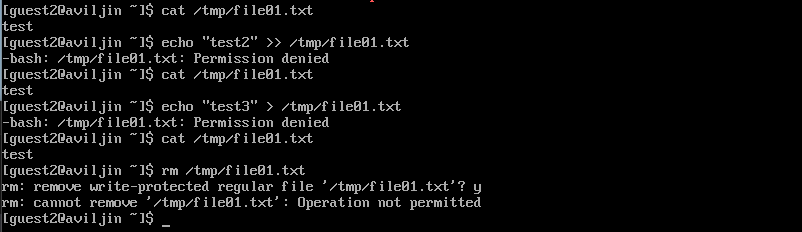 [guest2@aviljin ~]$ cat /tmp/file01.txt
test
[guest2@aviljin ~]$ echo "test2" >> /tmp/file01.txt
-bash: /tmp/file01.txt: Permission denied
[guest2@aviljin ~]$ cat /tmp/file01.txt
test
[guest2@aviljin ~]$ echo "test3" > /tmp/file01.txt
-bash: /tmp/file01.txt: Permission denied
[guest2@aviljin ~]$ cat /tmp/file01.txt
test
[guest2@aviljin ~]$ rm /tmp/file01.txt
rm: remove write-protected regular file '/tmp/file01.txt'? y
rm: cannot remove '/tmp/file01.txt': Operation not permitted
[guest2@aviljin ~]$ _